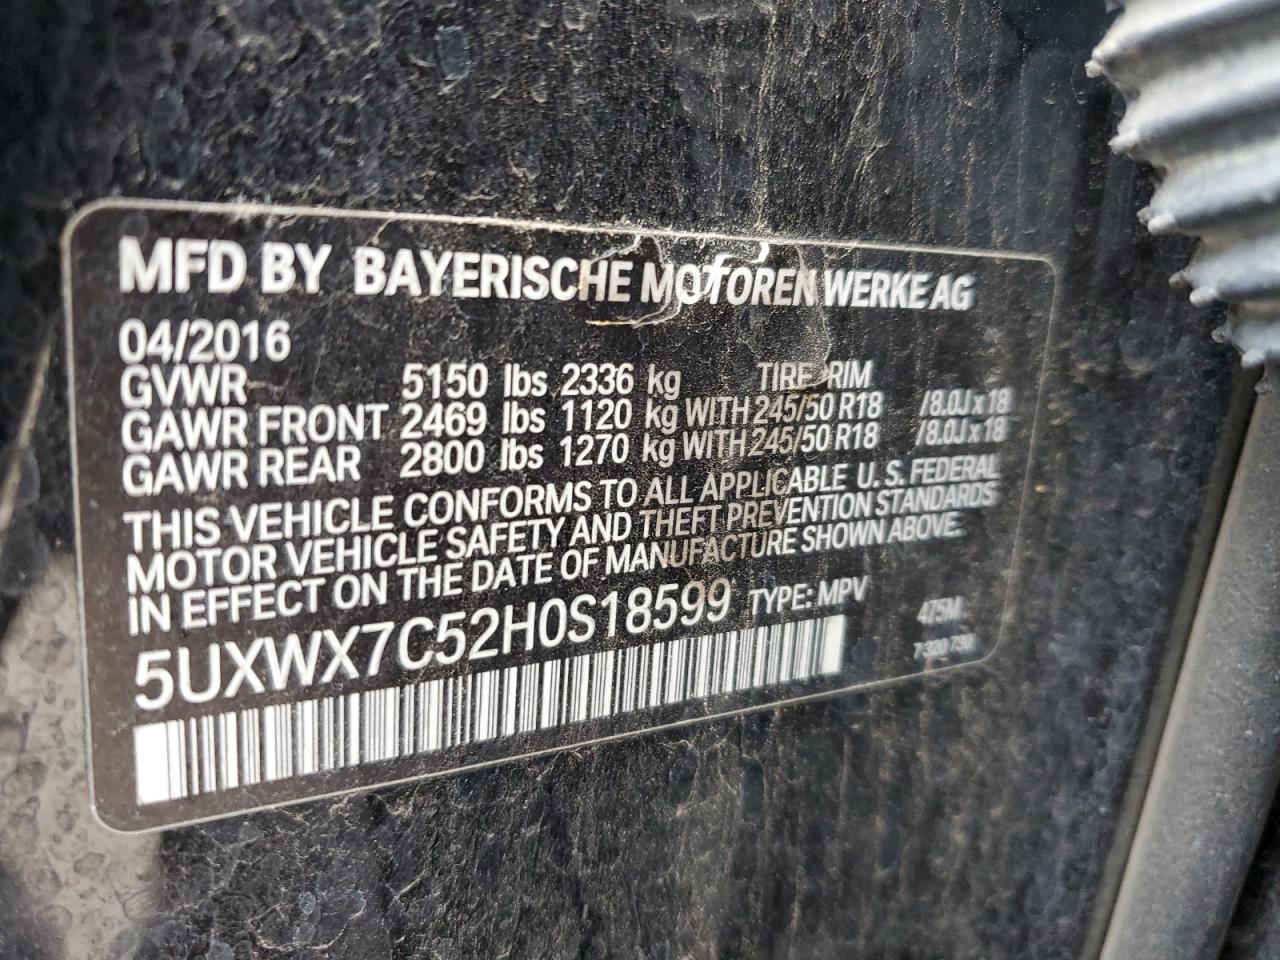 MFD BY BAYERISCHE MOTOREN WERKE AG
04/2016
GVWR 5150 lbs 2336 kg TIRE RIM
GAWR FRONT 2469 lbs 1120 kg WITH 245/50 R18 /8.0J x 18
GAWR REAR 2800 lbs 1270 kg WITH 245/50 R18 /8.0J x 18
THIS VEHICLE CONFORMS TO ALL APPLICABLE U.S. FEDERAL
MOTOR VEHICLE SAFETY AND THEFT PREVENTION STANDARDS
IN EFFECT ON THE DATE OF MANUFACTURE SHOWN ABOVE.
5UXWX7C52H0S18599 TYPE: MPV 475M